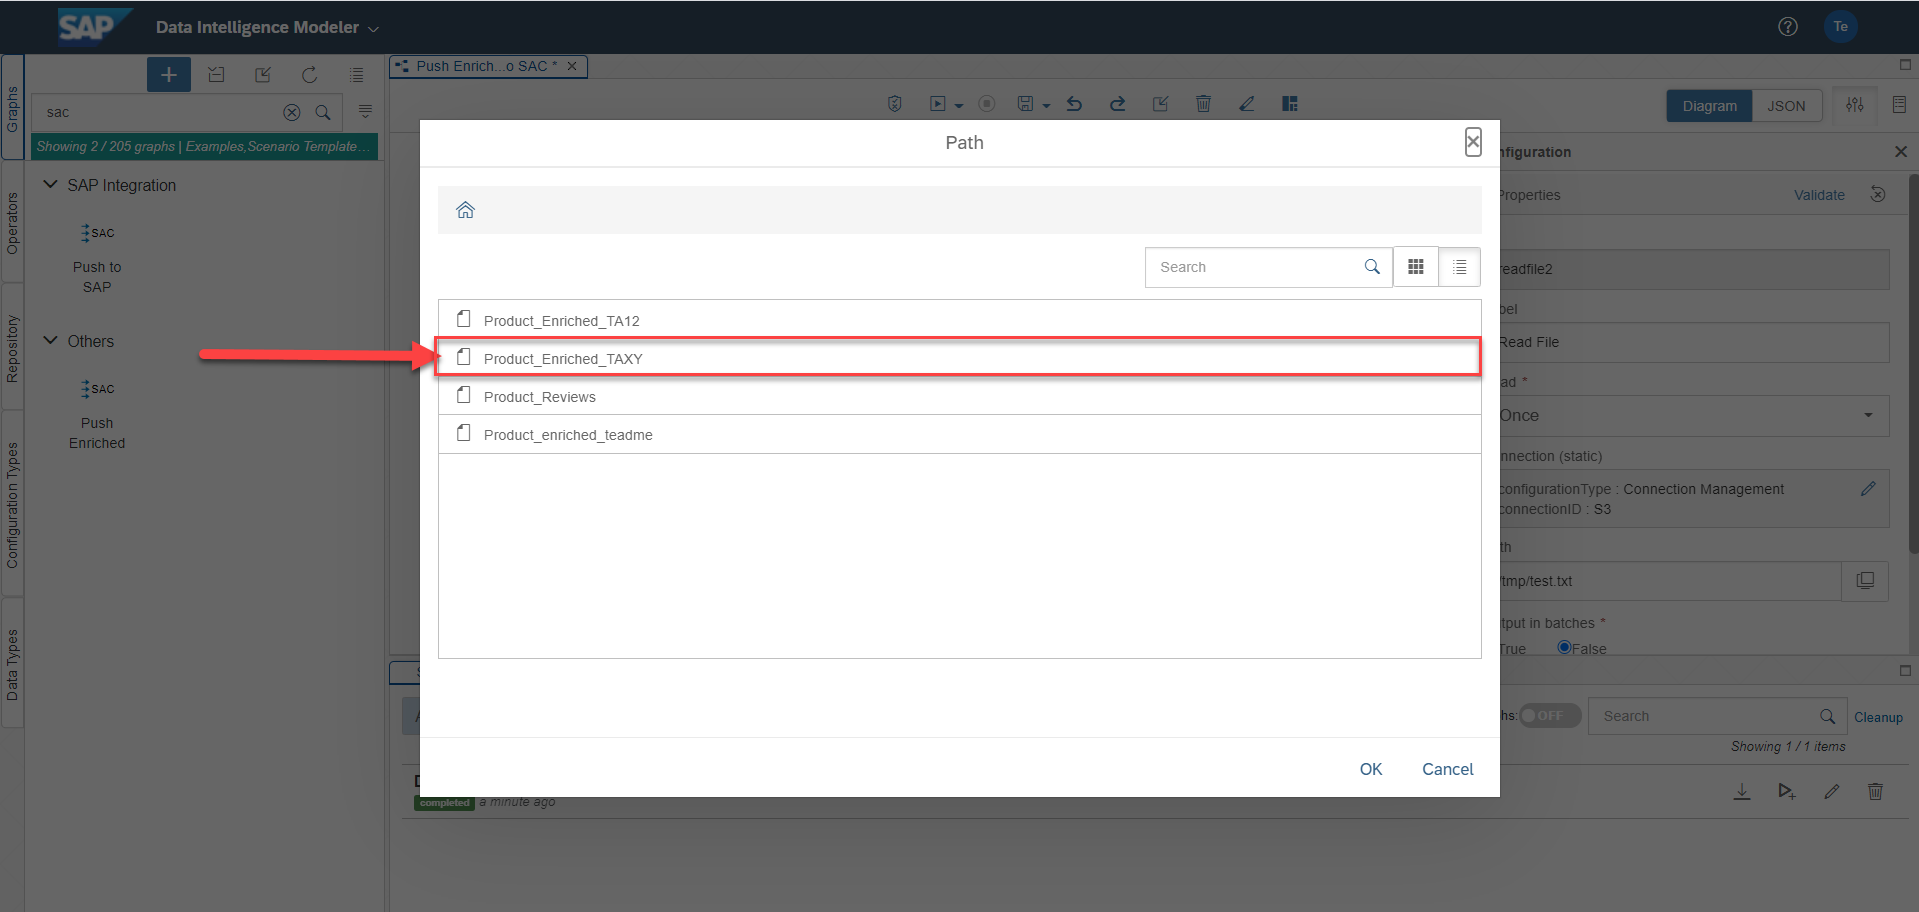 SAP
Data Intelligence Modeler
Te
Graphs
Operators
Repository
Configuration Types
Data Types
sac
Showing 2 / 205 graphs | Examples,Scenario Template...
SAP Integration
SAC
Push to
SAP
Others
SAC
Push
Enriched
Push Enrich...o SAC *
Diagram
JSON
Path
Search
Product_Enriched_TA12
Product_Enriched_TAXY
Product_Reviews
Product_enriched_teadme
OK
Cancel
nfiguration
Properties
Validate
readfile2
bel
Read File
ad *
Once
nnection (static)
configurationType : Connection Management
connectionID : S3
th
/tmp/test.txt
tput in batches *
True
False
hs:
OFF
Search
Cleanup
Showing 1 / 1 items
completed
a minute ago